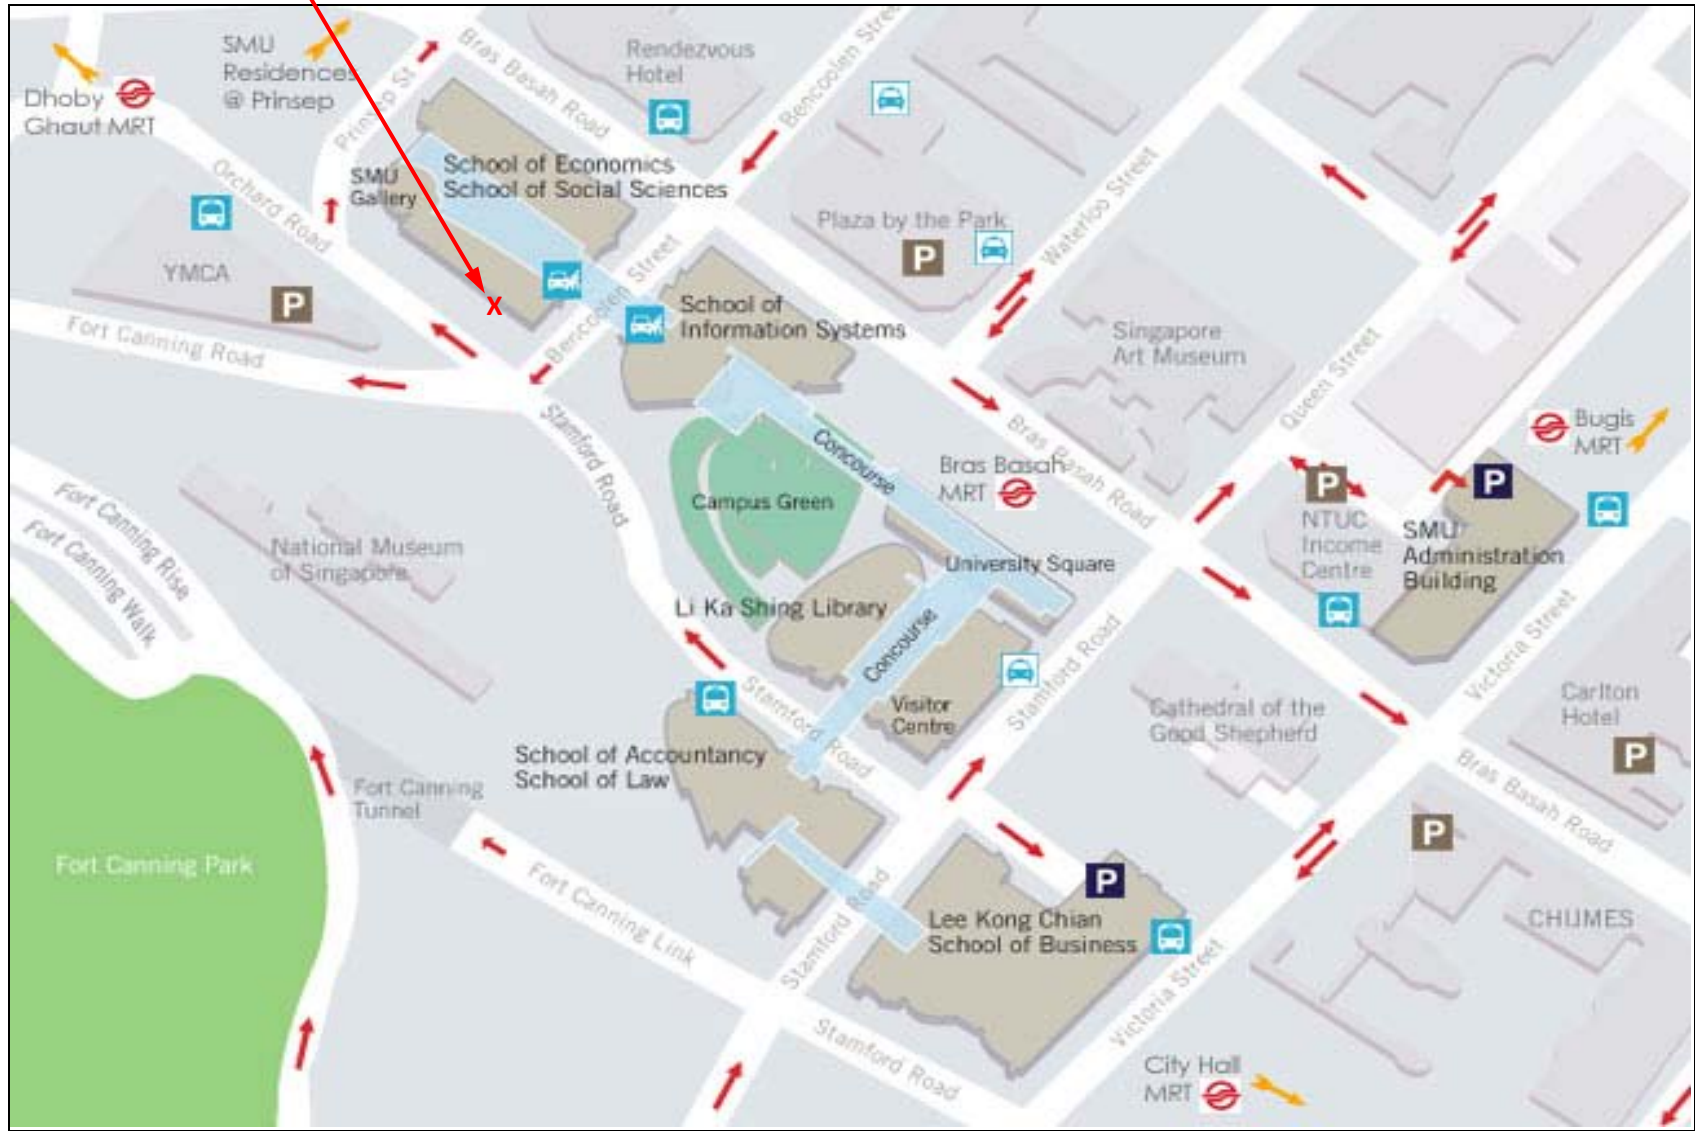 SMU
Residences
@ Prinsep
Dhoby
Ghaut MRT
Prinsep St
Bras Basah Road
Rendezvous
Hotel
Bencoolen Street
Orchard Road
SMU
Gallery
School of Economics
School of Social Sciences
YMCA
P
Fort Canning Road
X
Bencoolen Street
Plaza by the Park
P
Waterloo Street
School of
Information Systems
Singapore
Art Museum
Queen Street
Bugis
MRT
Stamford Road
Concourse
Campus Green
Bras Basah
MRT
Bras Basah Road
P
P
NTUC
Income
Centre
SMU
Administration
Building
Fort Canning Rise
Fort Canning Walk
National Museum
of Singapore
University Square
Li Ka Shing Library
Concourse
Visitor
Centre
Stamford Road
Stamford Road
Victoria Street
Cathedral of the
Good Shepherd
Carlton
Hotel
P
School of Accountancy
School of Law
Fort Canning
Tunnel
Bras Basah Road
P
Fort Canning Park
Fort Canning Link
Stamford Road
P
Lee Kong Chian
School of Business
CHIJMES
Victoria Street
Stamford Road
City Hall
MRT